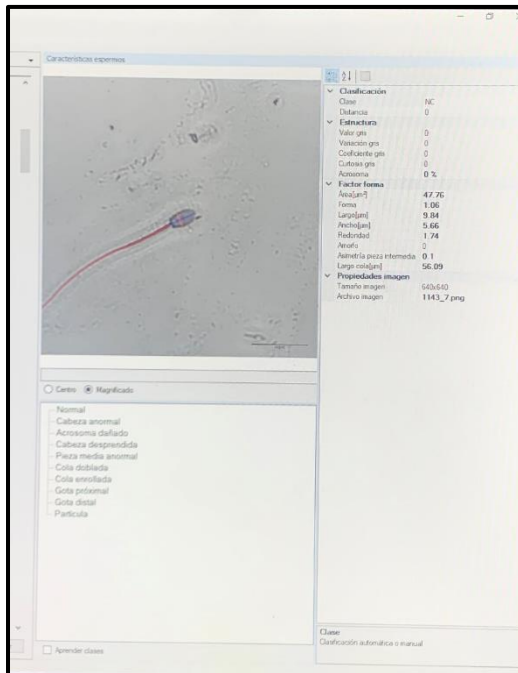 Características espermios
Clasificación
Clase NC
Distancia 0
Estructura
Valor gris 0
Variación gris 0
Coeficiente gris 0
Curtosis gris 0
Acrosoma 0 %
Factor forma
Área[µm²] 47.76
Forma 1.06
Largo[µm] 9.84
Ancho[µm] 5.66
Redondad 1.74
Arrollo 0
Asimetría pieza intermedia 0.1
Largo cola[µm] 56.09
Propiedades imagen
Tamaño imagen 640x640
Archivo imagen 1143_7.png
Centro Magnificado
Normal
Cabeza anormal
Acrosoma dañado
Cabeza desprendida
Pieza media anormal
Cola doblada
Cola enrollada
Gota próximal
Gota distal
Partícula
Clase
Clasificación automática o manual
Aprender clases